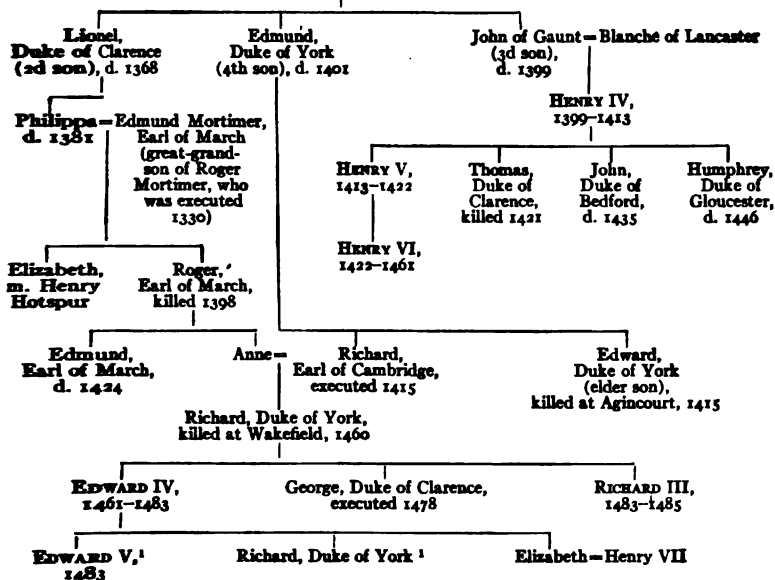 Lionel,
Duke of Clarence
(2d son), d. 1368
Edmund,
Duke of York
(4th son), d. 1401
John of Gaunt = Blanche of Lancaster
(3d son),
d. 1399
Henry IV,
1399–1413
Philippa =
d. 1381
Edmund Mortimer,
Earl of March
(great-grand-
son of Roger
Mortimer, who
was executed
1330)
Henry V,
1413–1422
Thomas,
Duke of
Clarence,
killed 1421
John,
Duke of
Bedford,
d. 1435
Humphrey,
Duke of
Gloucester,
d. 1446
Henry VI,
1422–1461
Elizabeth,
m. Henry
Hotspur
Roger,
Earl of March,
killed 1398
Edmund,
Earl of March,
d. 1424
Anne =
Richard,
Earl of Cambridge,
executed 1415
Edward,
Duke of York
(elder son),
killed at Agincourt, 1415
Richard, Duke of York,
killed at Wakefield, 1460
Edward IV,
1461–1483
George, Duke of Clarence,
executed 1478
Richard III,
1483–1485
Edward V,¹
1483
Richard, Duke of York ¹
Elizabeth = Henry VII